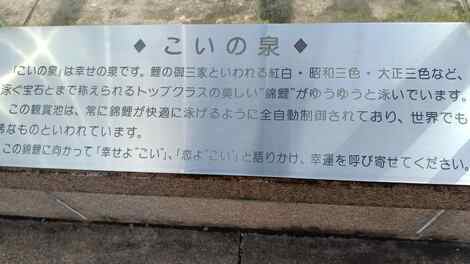 ◆ こいの泉 ◆
「こいの泉」は幸せの泉です。鯉の御三家といわれる紅白・昭和三色・大正三色など、
泳ぐ宝石とまで称えられるトップクラスの美しい“錦鯉”がゆうゆうと泳いでいます。
この観賞池は、常に錦鯉が快適に泳げるように全自動制御されており、世界でも
なものといわれています。
この錦鯉に向かって「幸せよ“こい”」、「恋よ“こい”」と語りかけ、幸運を呼び寄せてください。